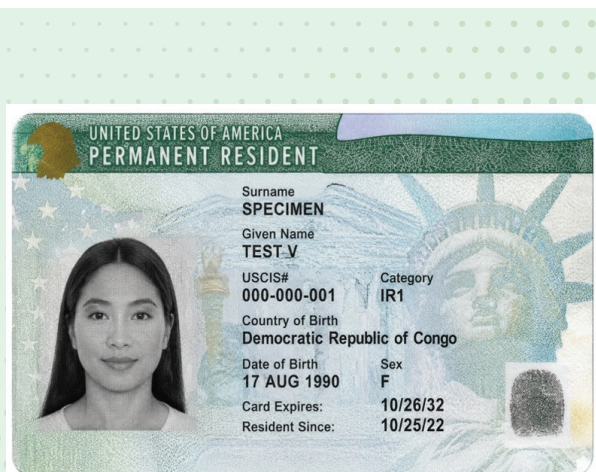 UNITED STATES OF AMERICA
PERMANENT RESIDENT
Surname
SPECIMEN
Given Name
TEST V
USCIS# Category
000-000-001 IR1
Country of Birth
Democratic Republic of Congo
Date of Birth Sex
17 AUG 1990 F
Card Expires: 10/26/32
Resident Since: 10/25/22